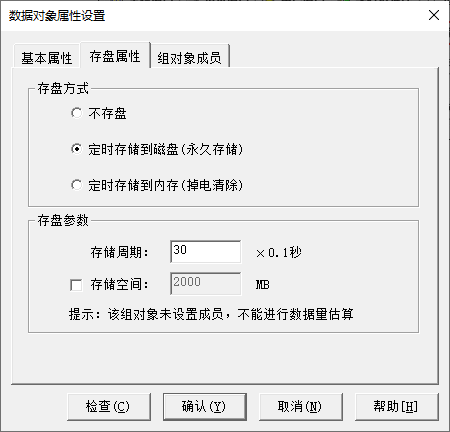 数据对象属性设置
基本属性 存盘属性 组对象成员
存盘方式
不存盘
定时存储到磁盘(永久存储)
定时存储到内存(掉电清除)
存盘参数
存储周期: 30 ×0.1秒
存储空间: 2000 MB
提示: 该组对象未设置成员, 不能进行数据量估算
检查(C) 确认(Y) 取消(N) 帮助[H]